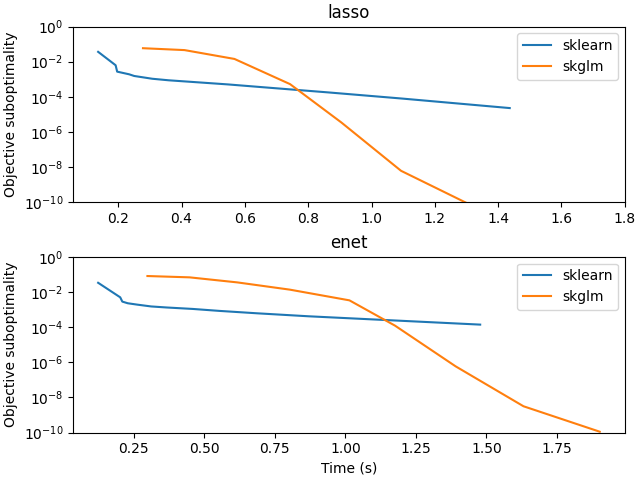 lasso
Objective suboptimality
10^0
10^-2
10^-4
10^-6
10^-8
10^-10
sklearn
skglm
0.2 0.4 0.6 0.8 1.0 1.2 1.4 1.6 1.8
enet
Objective suboptimality
10^0
10^-2
10^-4
10^-6
10^-8
10^-10
sklearn
skglm
0.25 0.50 0.75 1.00 1.25 1.50 1.75
Time (s)